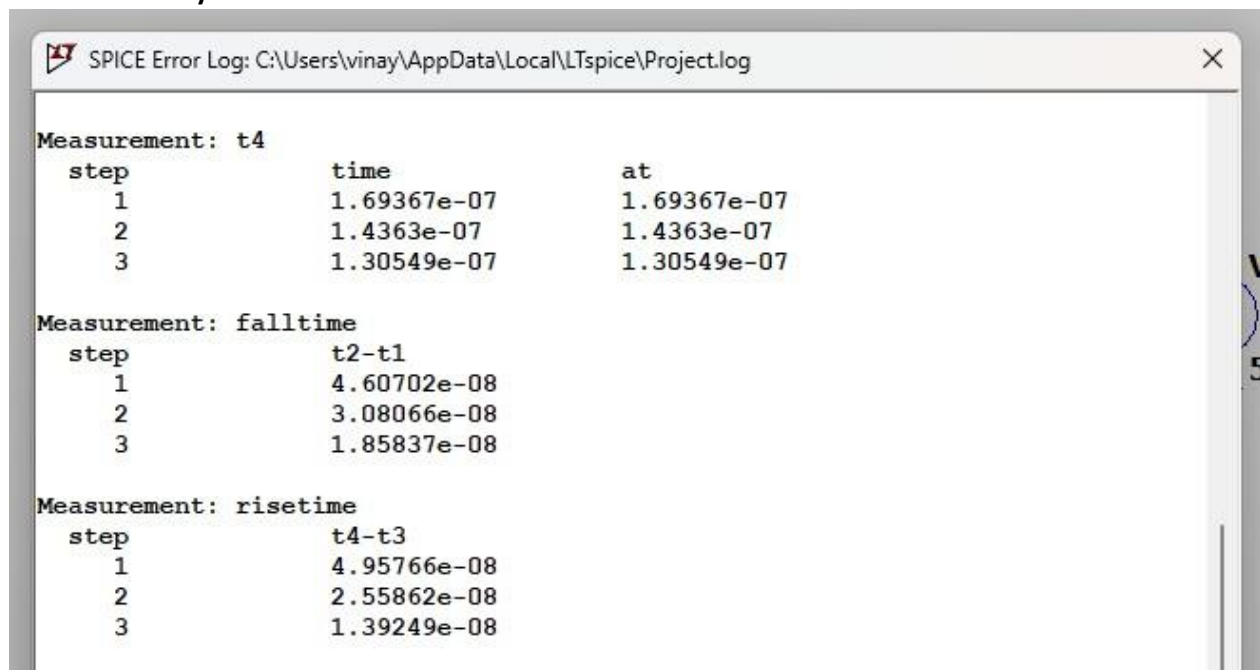 SPICE Error Log: C:\Users\vinay\AppData\Local\LTspice\Project.log
Measurement: t4
step time at
1 1.69367e-07 1.69367e-07
2 1.4363e-07 1.4363e-07
3 1.30549e-07 1.30549e-07
Measurement: falltime
step t2-t1
1 4.60702e-08
2 3.08066e-08
3 1.85837e-08
Measurement: risetime
step t4-t3
1 4.95766e-08
2 2.55862e-08
3 1.39249e-08